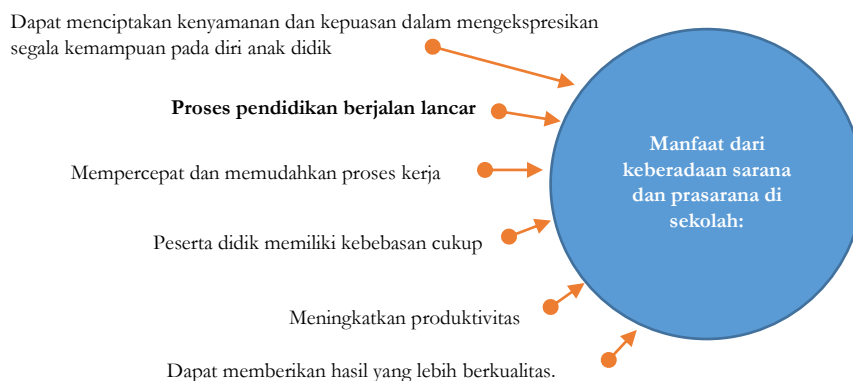 Dapat menciptakan kenyamanan dan kepuasan dalam mengekspresikan
segala kemampuan pada diri anak didik
Proses pendidikan berjalan lancar
Mempercepat dan memudahkan proses kerja
Peserta didik memiliki kebebasan cukup
Meningkatkan produktivitas
Dapat memberikan hasil yang lebih berkualitas.
Manfaat dari
keberadaan sarana
dan prasarana di
sekolah: